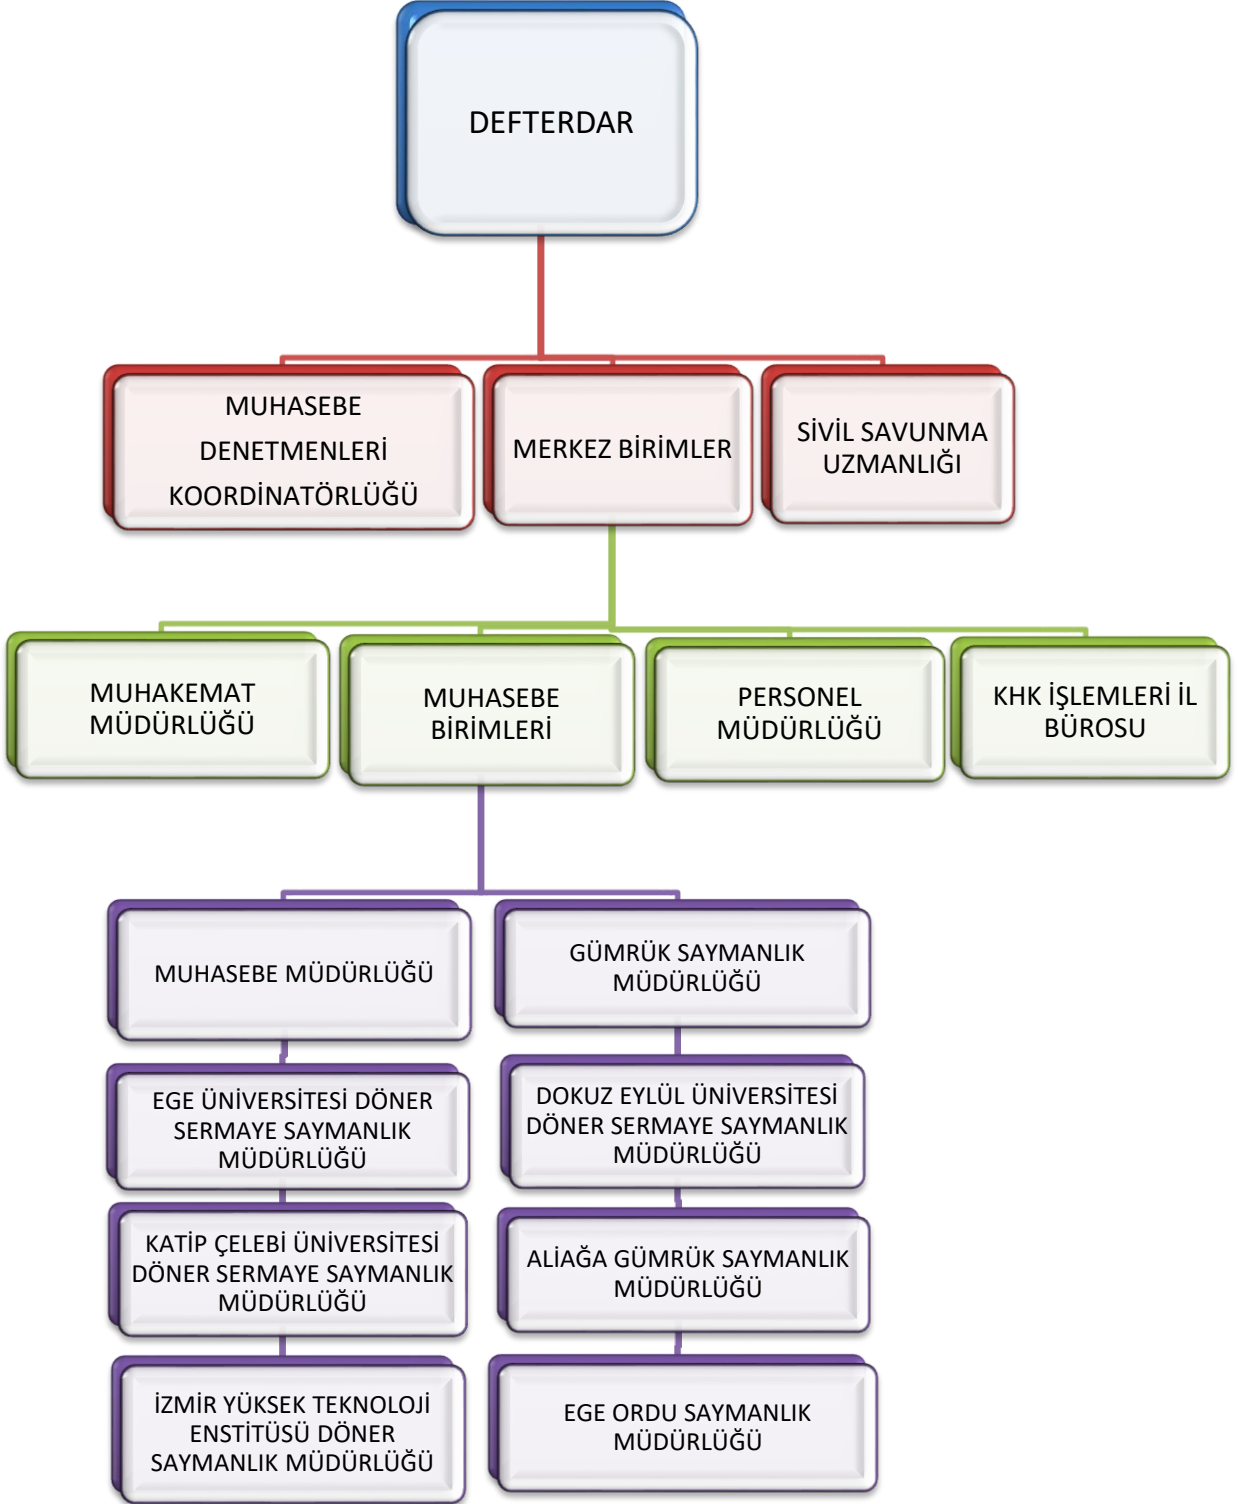 DEFTERDAR
MUHASEBE
DENETMENLERİ
KOORDİNATÖRLÜĞÜ
MERKEZ BİRİMLER
SİVİL SAVUNMA
UZMANLIĞI
MUHAKEMAT
MÜDÜRLÜĞÜ
MUHASEBE
BİRİMLERİ
PERSONEL
MÜDÜRLÜĞÜ
KHK İŞLEMLERİ İL
BÜROSU
MUHASEBE MÜDÜRLÜĞÜ
GÜMRÜK SAYMANLIK
MÜDÜRLÜĞÜ
EGE ÜNİVERSİTESİ DÖNER
SERMAYE SAYMANLIK
MÜDÜRLÜĞÜ
DOKUZ EYLÜL ÜNİVERSİTESİ
DÖNER SERMAYE SAYMANLIK
MÜDÜRLÜĞÜ
KATİP ÇELEBİ ÜNİVERSİTESİ
DÖNER SERMAYE SAYMANLIK
MÜDÜRLÜĞÜ
ALİAĞA GÜMRÜK SAYMANLIK
MÜDÜRLÜĞÜ
İZMİR YÜKSEK TEKNOLOJİ
ENSTİTÜSÜ DÖNER
SAYMANLIK MÜDÜRLÜĞÜ
EGE ORDU SAYMANLIK
MÜDÜRLÜĞÜ